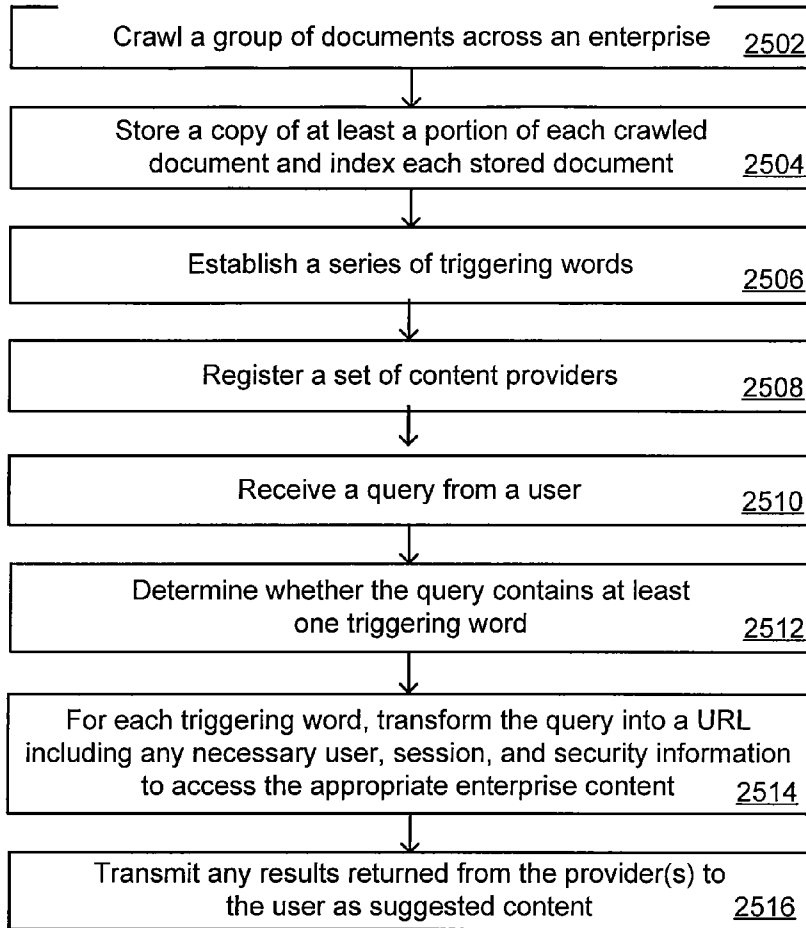 Crawl a group of documents across an enterprise 2502
Store a copy of at least a portion of each crawled
document and index each stored document 2504
Establish a series of triggering words 2506
Register a set of content providers 2508
Receive a query from a user 2510
Determine whether the query contains at least
one triggering word 2512
For each triggering word, transform the query into a URL
including any necessary user, session, and security information
to access the appropriate enterprise content 2514
Transmit any results returned from the provider(s) to
the user as suggested content 2516